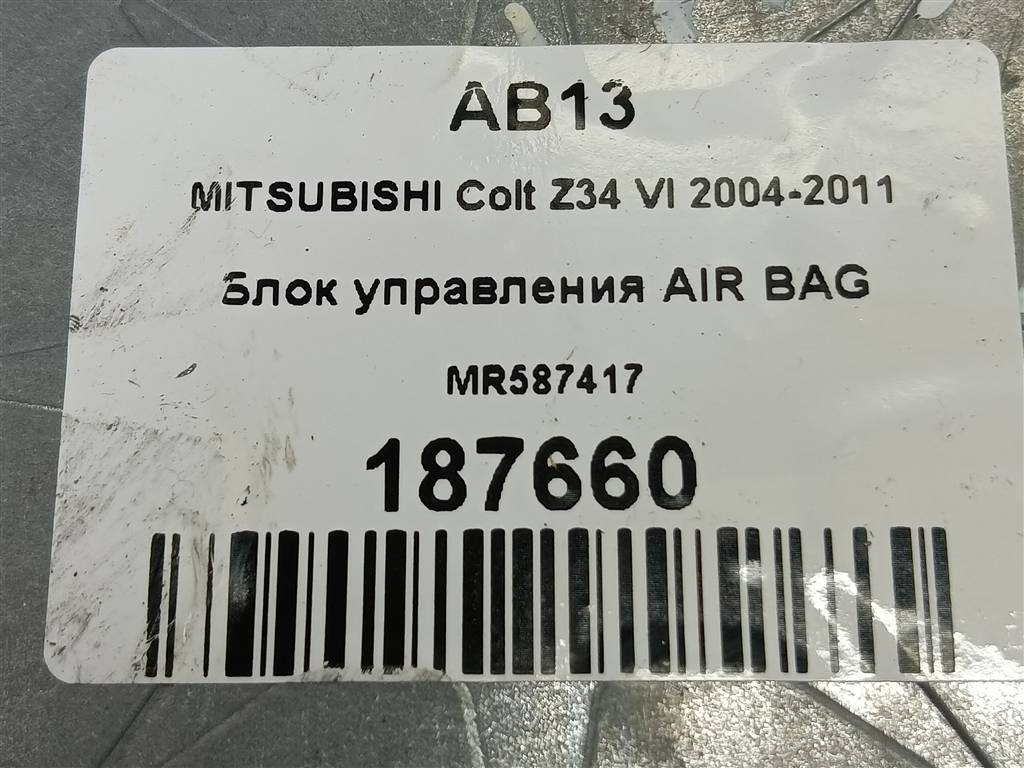 AB13
MITSUBISHI Colt Z34 VI 2004-2011
Блок управления AIR BAG
MR587417
187660